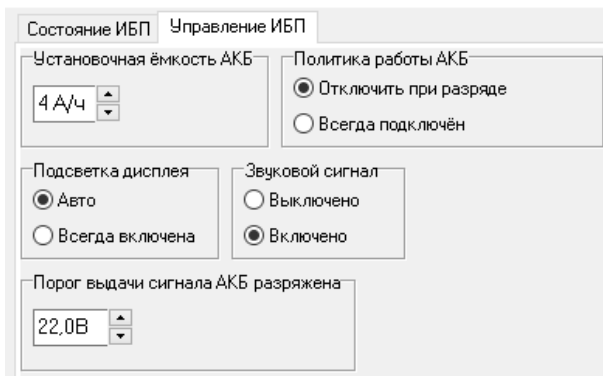 Состояние ИБП Управление ИБП
Установочная ёмкость АКБ Политика работы АКБ
4 А/ч Отключить при разряде
Всегда подключён
Подсветка дисплея Звуковой сигнал
Авто Выключено
Всегда включена Включено
Порог выдачи сигнала АКБ разряжена
22,0В